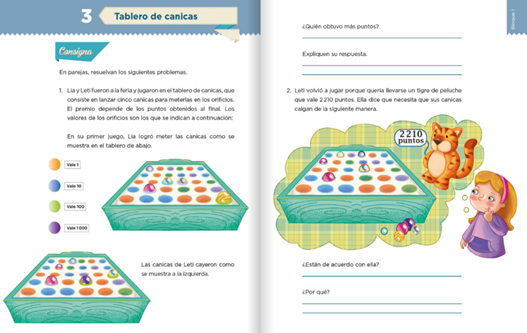 3
Tablero de canicas
Consigna
En parejas, resuelvan los siguientes problemas.
1. Lía y Leti fueron a la feria y jugaron en el tablero de canicas, que
consiste en lanzar cinco canicas para meterlas en los orificios.
El premio depende de los puntos obtenidos al final. Los
valores de los orificios son los que se indican a continuación:
En su primer juego, Lía logró meter las canicas como se
muestra en el tablero de abajo.
Vale 1
Vale 10
Vale 100
Vale 1000
Las canicas de Leti cayeron como
se muestra a la izquierda.
¿Quién obtuvo más puntos?
Expliquen su respuesta.
2. Leti volvió a jugar porque quería llevarse un tigre de peluche
que vale 2210 puntos. Ella dice que necesita que sus canicas
caigan de la siguiente manera.
2210
puntos
¿Están de acuerdo con ella?
¿Por qué?
Bloque I